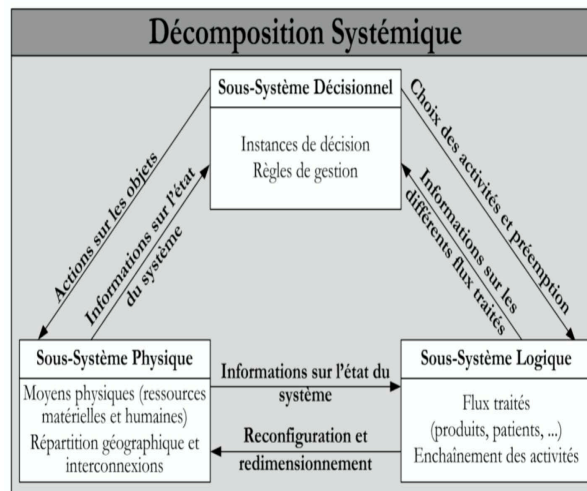 Décomposition Systémique
Sous-Système Décisionnel
Instances de décision
Règles de gestion
Actions sur les objets
Informations sur l'état
du système
Choix des activités et préemption
Informations sur les
différents flux traités
Sous-Système Physique
Moyens physiques (ressources
matérielles et humaines)
Répartition géographique et
interconnexions
Informations sur l'état du
système
Reconfiguration et
redimensionnement
Sous-Système Logique
Flux traités
(produits, patients, ...)
Enchaînement des activités